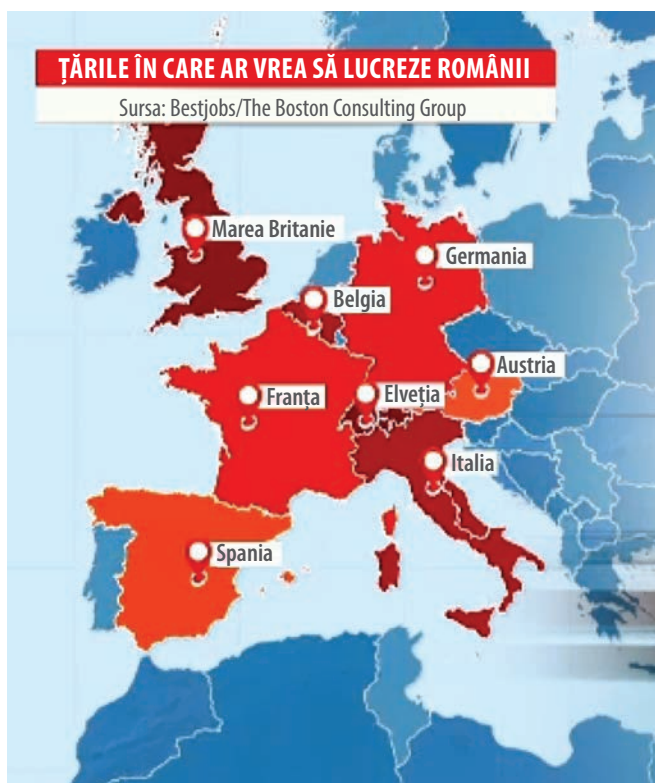 ȚĂRILE ÎN CARE AR VREA SĂ LUCREZE ROMÂNII
Sursa: Bestjobs/The Boston Consulting Group
Marea Britanie
Germania
Belgia
Austria
Franța
Elveția
Italia
Spania